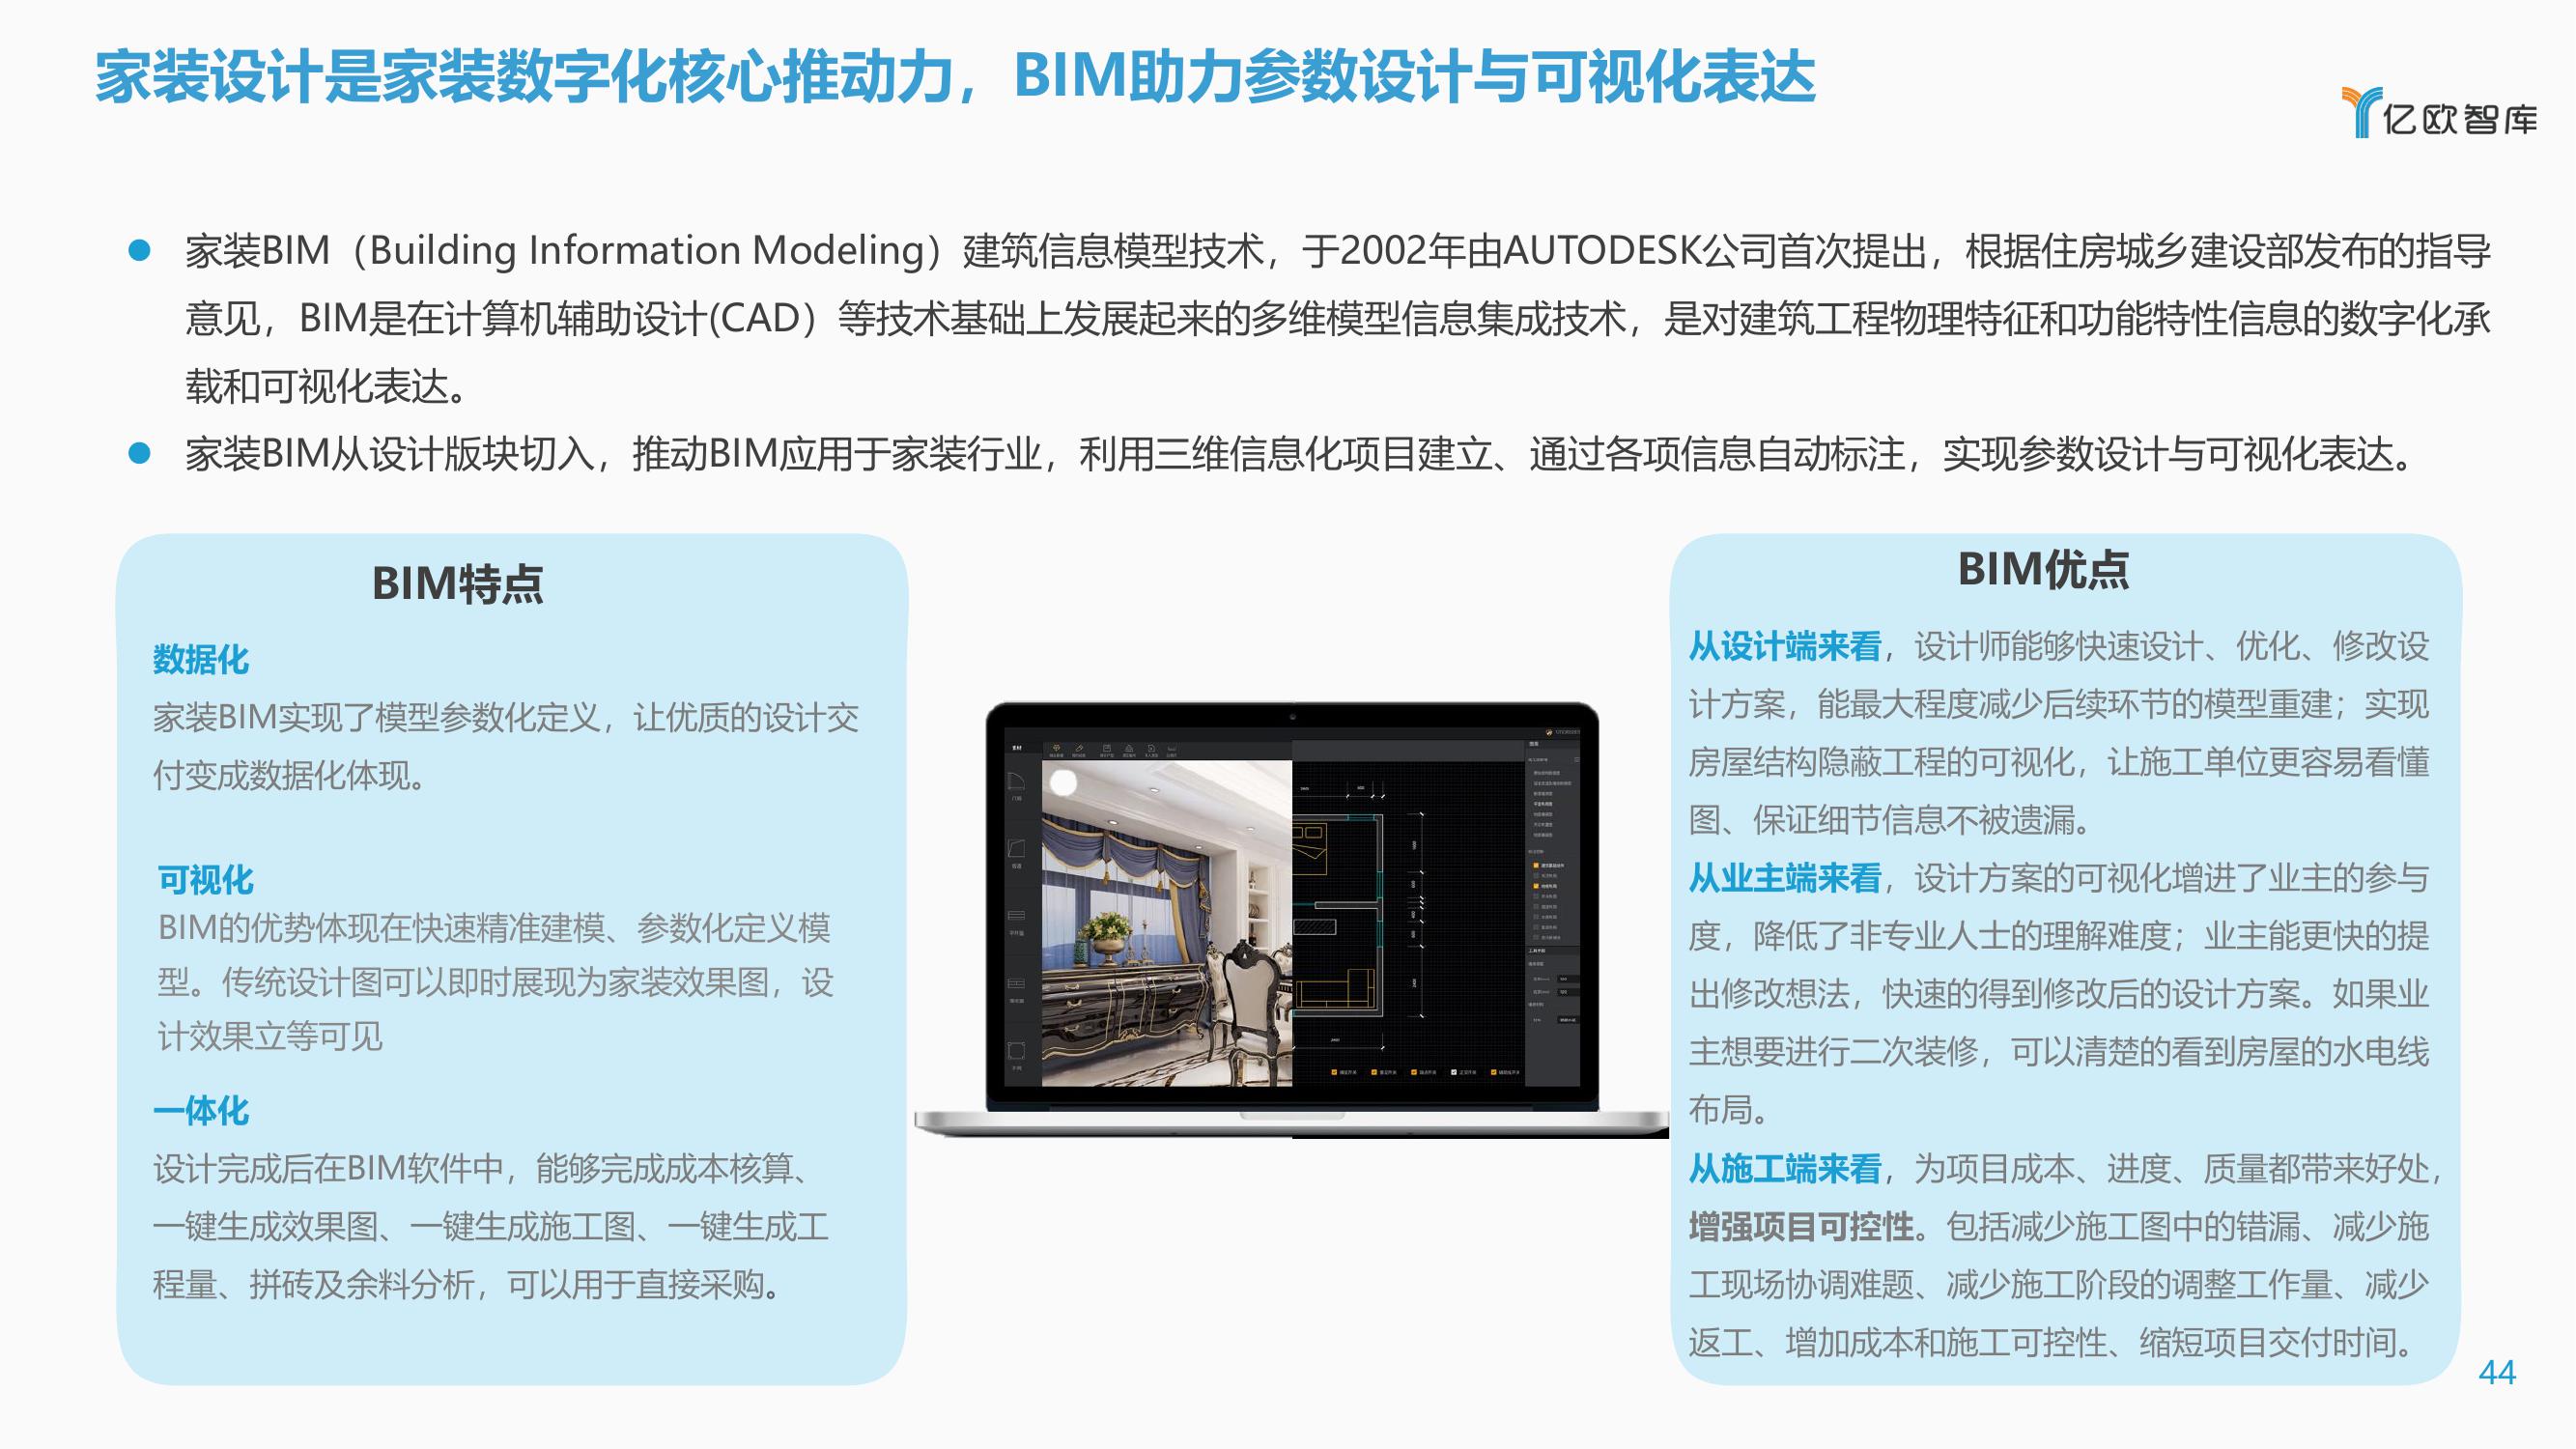 家装设计是家装数字化核心推动力，BIM助力参数设计与可视化表达
亿欧智库
家装BIM（Building Information Modeling）建筑信息模型技术，于2002年由AUTODESK公司首次提出，根据住房城乡建设部发布的指导
意见，BIM是在计算机辅助设计(CAD）等技术基础上发展起来的多维模型信息集成技术，是对建筑工程物理特征和功能特性信息的数字化承
载和可视化表达。
家装BIM从设计版块切入，推动BIM应用于家装行业，利用三维信息化项目建立、通过各项信息自动标注，实现参数设计与可视化表达。
BIM特点
数据化
家装BIM实现了模型参数化定义，让优质的设计交
付变成数据化体现。
可视化
BIM的优势体现在快速精准建模、参数化定义模
型。传统设计图可以即时展现为家装效果图，设
计效果立等可见
一体化
设计完成后在BIM软件中，能够完成成本核算、
一键生成效果图、一键生成施工图、一键生成工
程量、拼砖及余料分析，可以用于直接采购。
BIM优点
从设计端来看，设计师能够快速设计、优化、修改设
计方案，能最大程度减少后续环节的模型重建；实现
房屋结构隐蔽工程的可视化，让施工单位更容易看懂
图、保证细节信息不被遗漏。
从业主端来看，设计方案的可视化增进了业主的参与
度，降低了非专业人士的理解难度；业主能更快的提
出修改想法，快速的得到修改后的设计方案。如果业
主想要进行二次装修，可以清楚的看到房屋的水电线
布局。
从施工端来看，为项目成本、进度、质量都带来好处，
增强项目可控性。包括减少施工图中的错漏、减少施
工现场协调难题、减少施工阶段的调整工作量、减少
返工、增加成本和施工可控性、缩短项目交付时间。
44